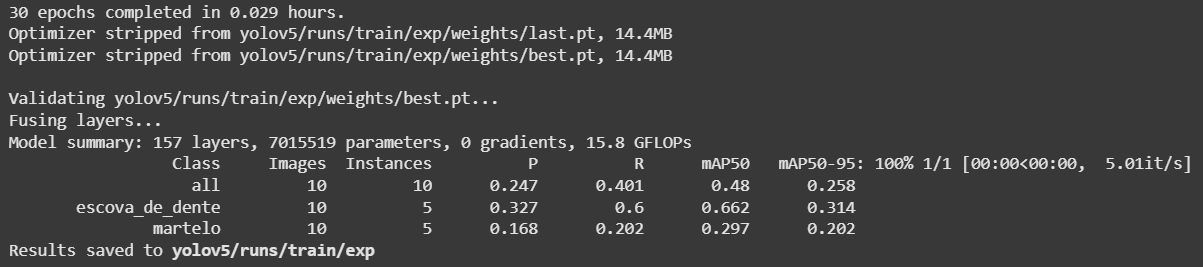 30 epochs completed in 0.029 hours.
Optimizer stripped from yolov5/runs/train/exp/weights/last.pt, 14.4MB
Optimizer stripped from yolov5/runs/train/exp/weights/best.pt, 14.4MB
Validating yolov5/runs/train/exp/weights/best.pt...
Fusing layers...
Model summary: 157 layers, 7015519 parameters, 0 gradients, 15.8 GFLOPs
Class Images Instances P R mAP50 mAP50-95: 100% 1/1 [00:00<00:00, 5.01it/s]
all 10 10 0.247 0.401 0.48 0.258
escova_de_dente 10 5 0.327 0.6 0.662 0.314
martelo 10 5 0.168 0.202 0.297 0.202
Results saved to yolov5/runs/train/exp